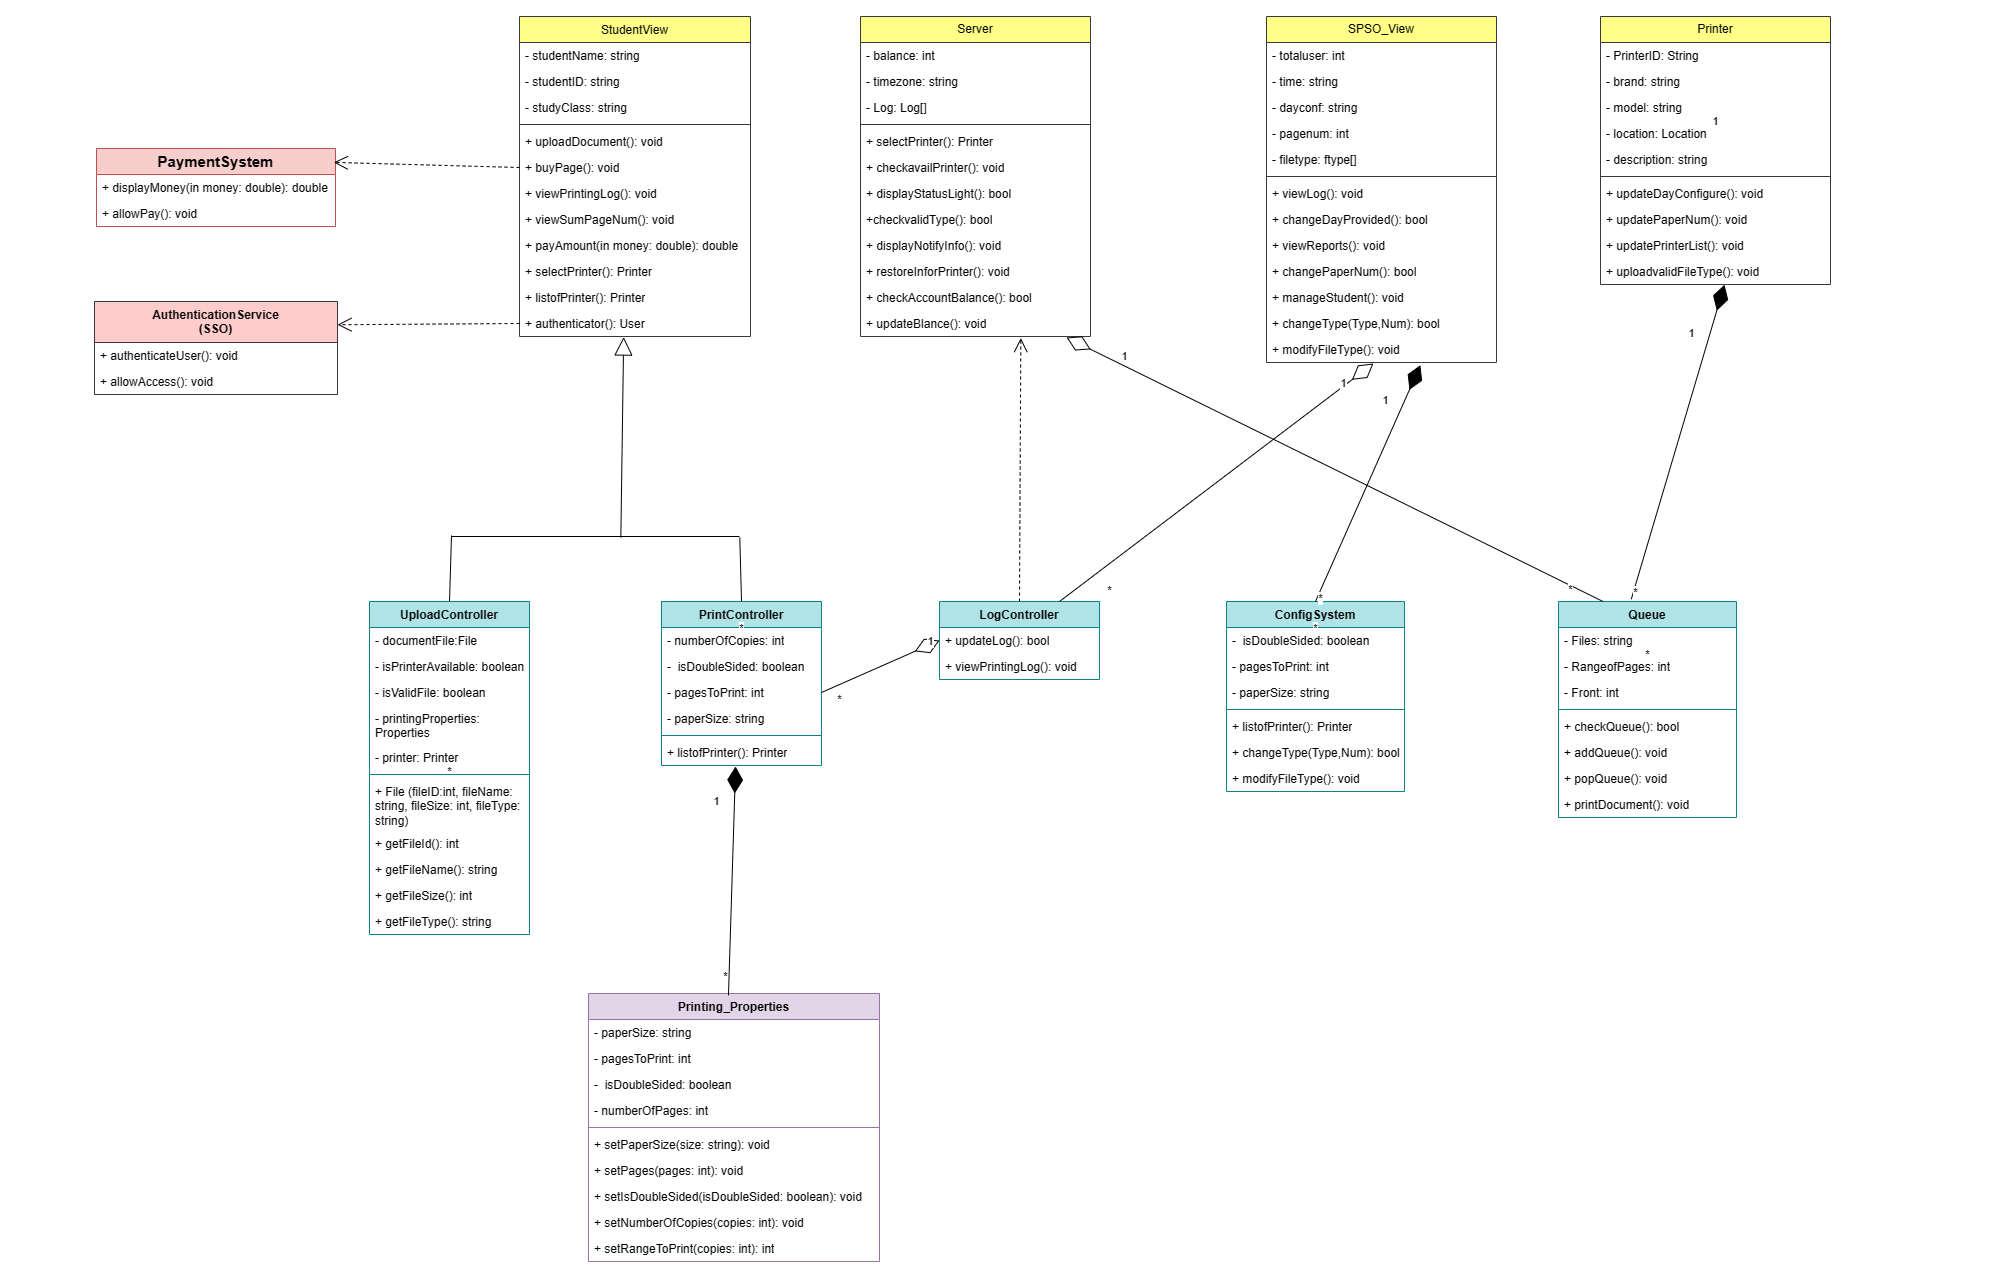 StudentView
- studentName: string
- studentID: string
- studyClass: string
+ uploadDocument(): void
+ buyPage(): void
+ viewPrintingLog(): void
+ viewSumPageNum(): void
+ payAmount(in money: double): double
+ selectPrinter(): Printer
+ listofPrinter(): Printer
+ authenticator(): User
Server
- balance: int
- timezone: string
- Log: Log[]
+ selectPrinter(): Printer
+ checkavailPrinter(): void
+ displayStatusLight(): bool
+checkvalidType(): bool
+ displayNotifyInfo(): void
+ restoreInforPrinter(): void
+ checkAccountBalance(): bool
+ updateBlance(): void
SPSO_View
- totaluser: int
- time: string
- dayconf: string
- pagenum: int
- filetype: ftype[]
+ viewLog(): void
+ changeDayProvided(): bool
+ viewReports(): void
+ changePaperNum(): bool
+ manageStudent(): void
+ changeType(Type,Num): bool
+ modifyFileType(): void
Printer
- PrinterID: String
- brand: string
- model: string
1
- location: Location
- description: string
+ updateDayConfigure(): void
+ updatePaperNum(): void
+ updatePrinterList(): void
+ uploadvalidFileType(): void
PaymentSystem
+ displayMoney(in money: double): double
+ allowPay(): void
AuthenticationService
(SSO)
+ authenticateUser(): void
+ allowAccess(): void
1
1
1
1
*
*
*
*
UploadController
- documentFile:File
- isPrinterAvailable: boolean
- isValidFile: boolean
- printingProperties:
Properties
- printer: Printer
*
+ File (fileID:int, fileName:
string, fileSize: int, fileType:
string)
+ getFileId(): int
+ getFileName(): string
+ getFileSize(): int
+ getFileType(): string
PrintController
*
- numberOfCopies: int
- isDoubleSided: boolean
- pagesToPrint: int
- paperSize: string
+ listofPrinter(): Printer
1
*
LogController
+ updateLog(): bool
+ viewPrintingLog(): void
ConfigSystem
*
- isDoubleSided: boolean
- pagesToPrint: int
- paperSize: string
+ listofPrinter(): Printer
+ changeType(Type,Num): bool
+ modifyFileType(): void
Queue
- Files: string
*
- RangeofPages: int
- Front: int
+ checkQueue(): bool
+ addQueue(): void
+ popQueue(): void
+ printDocument(): void
1
*
Printing_Properties
- paperSize: string
- pagesToPrint: int
- isDoubleSided: boolean
- numberOfPages: int
+ setPaperSize(size: string): void
+ setPages(pages: int): void
+ setIsDoubleSided(isDoubleSided: boolean): void
+ setNumberOfCopies(copies: int): void
+ setRangeToPrint(copies: int): int